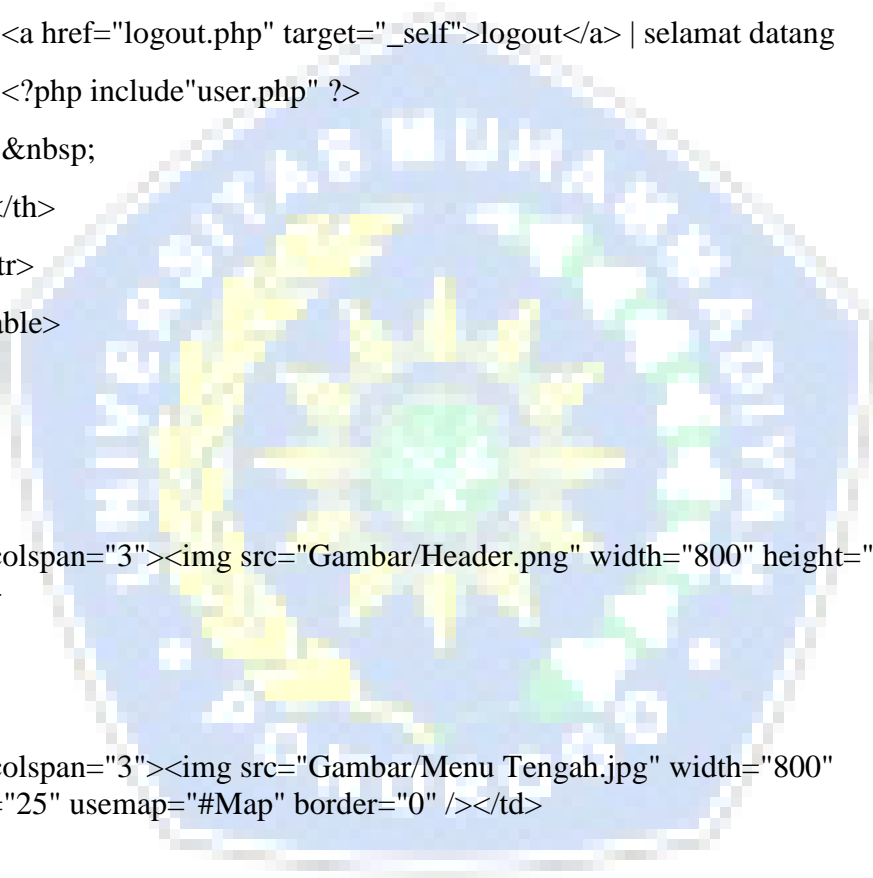 <a href="logout.php" target="_self">logout</a> | selamat datang
<?php include"user.php" ?>
&nbsp;
</th>
tr>
able>
colspan="3"><img src="Gambar/Header.png" width="800" height="
colspan="3"><img src="Gambar/Menu Tengah.jpg" width="800"
="25" usemap="#Map" border="0" /></td>